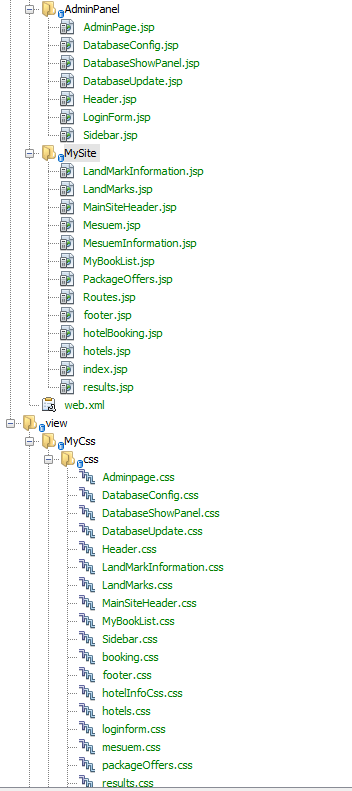 AdminPanel
AdminPage.jsp
DatabaseConfig.jsp
DatabaseShowPanel.jsp
DatabaseUpdate.jsp
Header.jsp
LoginForm.jsp
Sidebar.jsp
MySite
LandMarkInformation.jsp
LandMarks.jsp
MainSiteHeader.jsp
Mesuem.jsp
MesuemInformation.jsp
MyBookList.jsp
PackageOffers.jsp
Routes.jsp
footer.jsp
hotelBooking.jsp
hotels.jsp
index.jsp
results.jsp
web.xml
view
MyCss
css
Adminpage.css
DatabaseConfig.css
DatabaseShowPanel.css
DatabaseUpdate.css
Header.css
LandMarkInformation.css
LandMarks.css
MainSiteHeader.css
MyBookList.css
Sidebar.css
booking.css
footer.css
hotelInfoCss.css
hotels.css
loginform.css
mesuem.css
packageOffers.css
results.css